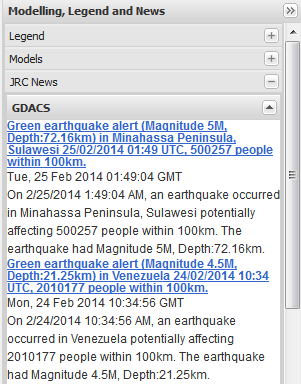 Modelling, Legend and News
Legend
Models
JRC News
GDACS
Green earthquake alert (Magnitude 5M,
Depth:72.16km) in Minahassa Peninsula,
Sulawesi 25/02/2014 01:49 UTC, 500257 people
within 100km.
Tue, 25 Feb 2014 01:49:04 GMT
On 2/25/2014 1:49:04 AM, an earthquake occurred
in Minahassa Peninsula, Sulawesi potentially
affecting 500257 people within 100km. The
earthquake had Magnitude 5M, Depth:72.16km.
Green earthquake alert (Magnitude 4.5M,
Depth:21.25km) in Venezuela 24/02/2014 10:34
UTC, 2010177 people within 100km.
Mon, 24 Feb 2014 10:34:56 GMT
On 2/24/2014 10:34:56 AM, an earthquake
occurred in Venezuela potentially affecting
2010177 people within 100km. The earthquake
had Magnitude 4.5M, Depth:21.25km.